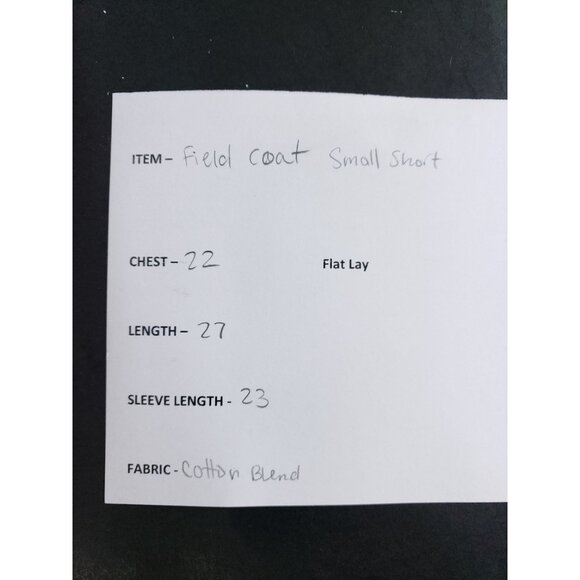 ITEM – Field Coat Small Short
CHEST – 22 Flat Lay
LENGTH – 27
SLEEVE LENGTH - 23
FABRIC - Cotton Blend